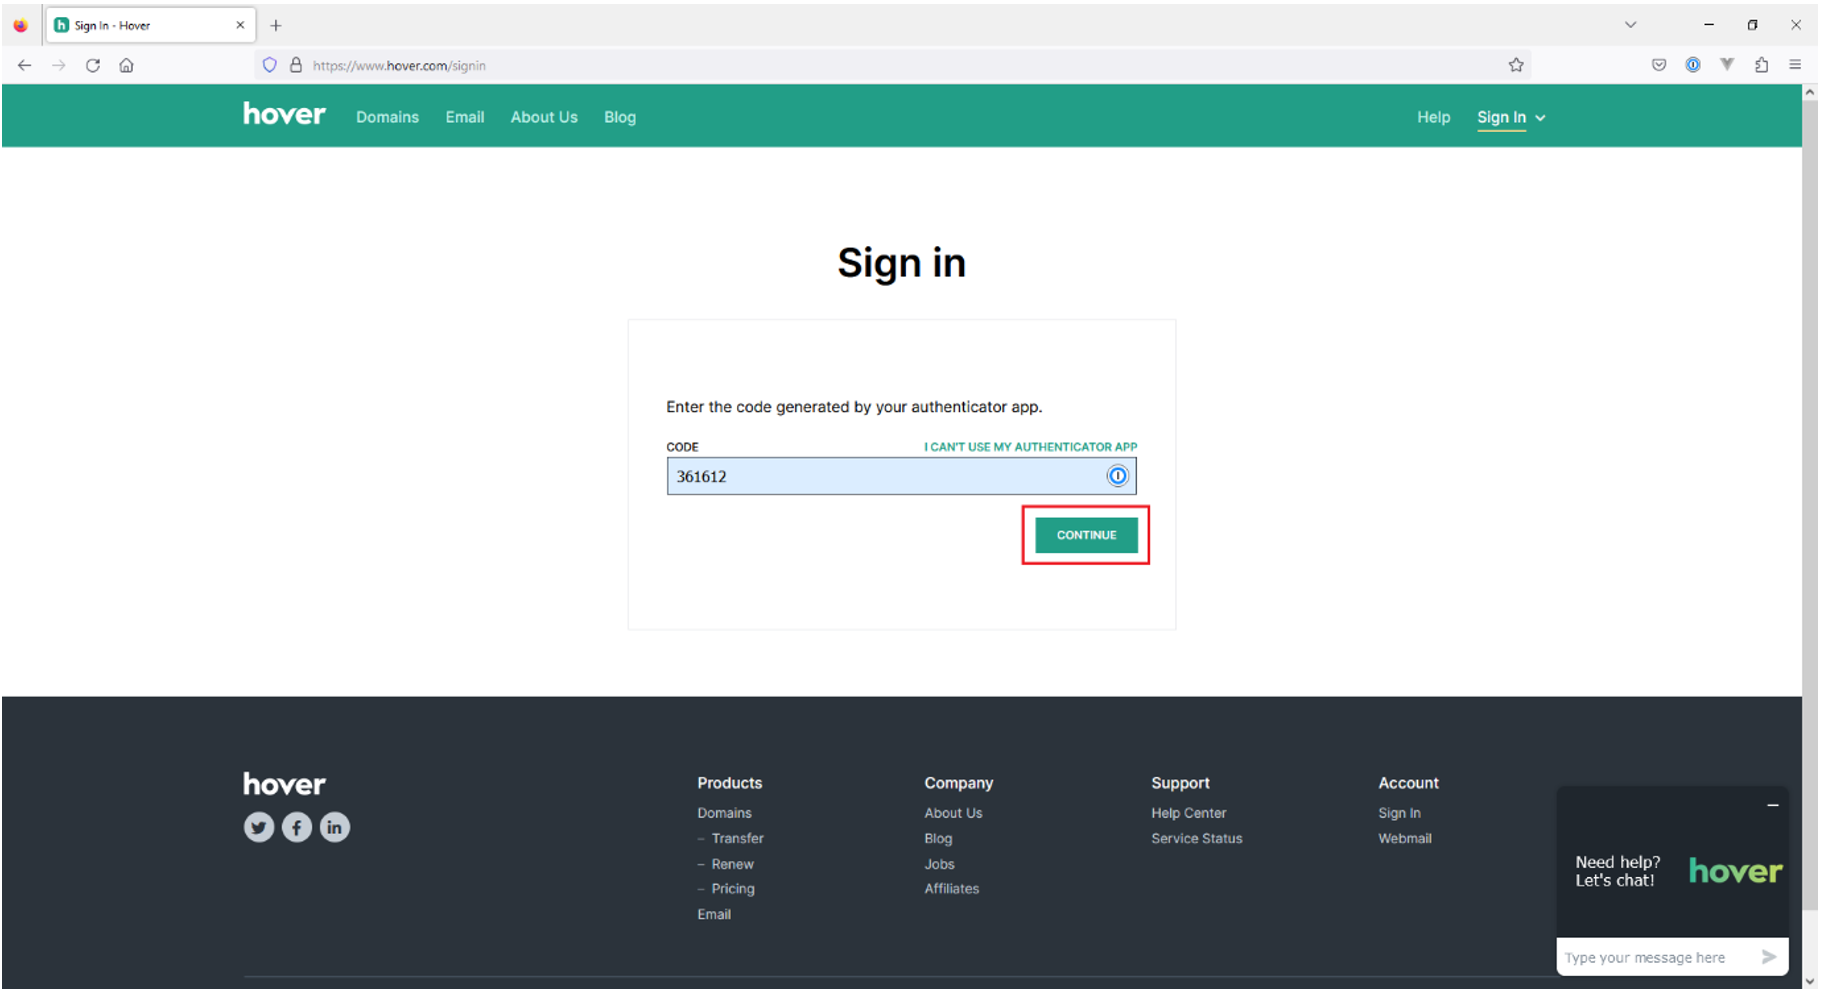 Sign In - Hover
https://www.hover.com/signin
hover Domains Email About Us Blog Help Sign In
Sign in
Enter the code generated by your authenticator app.
CODE I CAN'T USE MY AUTHENTICATOR APP
361612
CONTINUE
hover
Products
Domains
– Transfer
– Renew
– Pricing
Email
Company
About Us
Blog
Jobs
Affiliates
Support
Help Center
Service Status
Account
Sign In
Webmail
Need help?
Let's chat!
hover
Type your message here